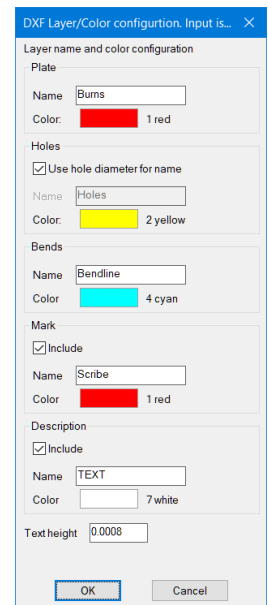 DXF Layer/Color configurtion. Input is...
Layer name and color configuration
Plate
Name Burns
Color: 1 red
Holes
Use hole diameter for name
Name Holes
Color: 2 yellow
Bends
Name Bendline
Color 4 cyan
Mark
Include
Name Scribe
Color 1 red
Description
Include
Name TEXT
Color 7 white
Text height 0.0008
OK Cancel